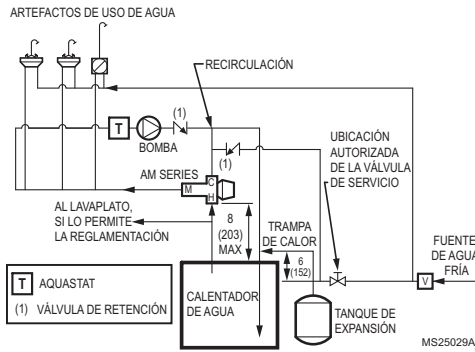 ARTEFACTOS DE USO DE AGUA
RECIRCULACIÓN
(1)
T
BOMBA
(1)
UBICACIÓN
AUTORIZADA
DE LA VÁLVULA
DE SERVICIO
AM SERIES
C
M
H
AL LAVAPLATO,
SI LO PERMITE
LA REGLAMENTACIÓN
8
(203)
MAX
TRAMPA
DE CALOR
6
(152)
FUENTE
DE AGUA
FRÍA
V
T AQUASTAT
(1) VÁLVULA DE RETENCIÓN
CALENTADOR
DE AGUA
TANQUE DE
EXPANSIÓN
MS25029A